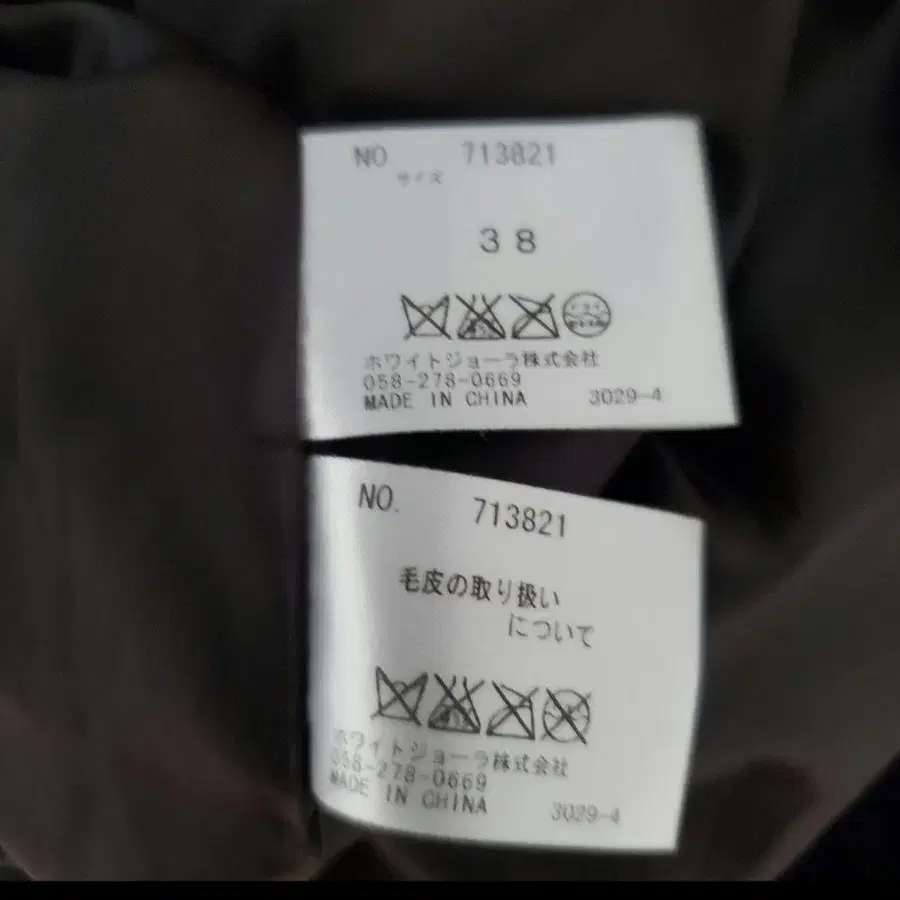 NO 713821
サイズ
38
ホワイトジョーラ株式会社
058-278-0669
MADE IN CHINA 3029-4
NO. 713821
毛皮の取り扱い
について
ホワイトジョーラ株式会社
058-278-0669
MADE IN CHINA 3029-4